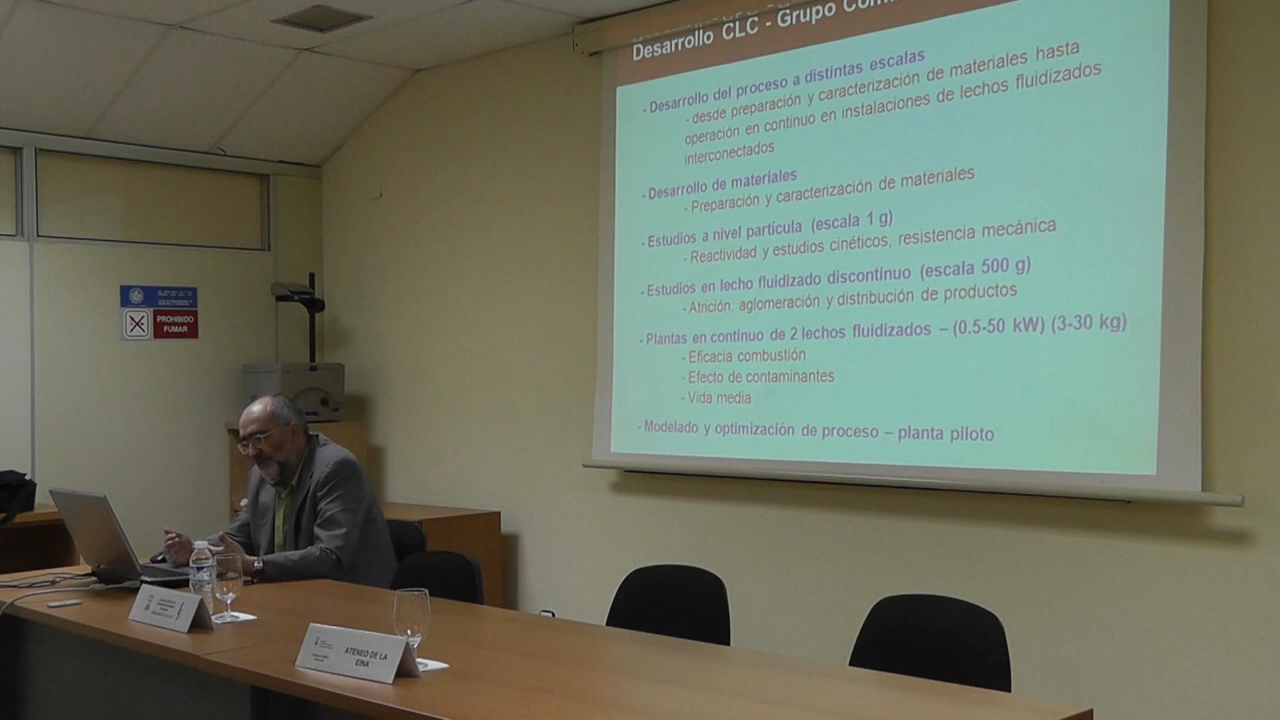 Desarrollo CLC - Grupo
- Desarrollo del proceso a distintas escalas
- desde preparación y caracterización de materiales hasta
operación en continuo en instalaciones de lechos fluidizados
interconectados
- Desarrollo de materiales
- Preparación y caracterización de materiales
- Estudios a nivel particula (escala 1 g)
- Reactividad y estudios cinéticos, resistencia mecánica
- Estudios en lecho fluidizado discontinuo (escala 500 g)
- Atrición, aglomeración y distribución de productos
- Plantas en continuo de 2 lechos fluidizados – (0.5-50 kW) (3-30 kg)
- Eficacia combustión
- Efecto de contaminantes
- Vida media
- Modelado y optimización de proceso – planta piloto
PROHIBIDO
FUMAR
ATENEO DE LA
EINA